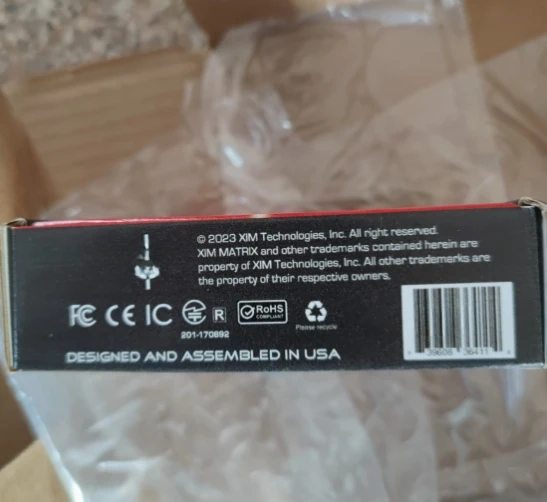 © 2023 XIM Technologies, Inc. All right reserved.
XIM MATRIX and other trademarks contained herein are
property of XIM Technologies, Inc. All other trademarks are
the property of their respective owners.
FC CE IC R RoHS
COMPLIANT
Please recycle
201-170892
39608 36411
DESIGNED AND ASSEMBLED IN USA